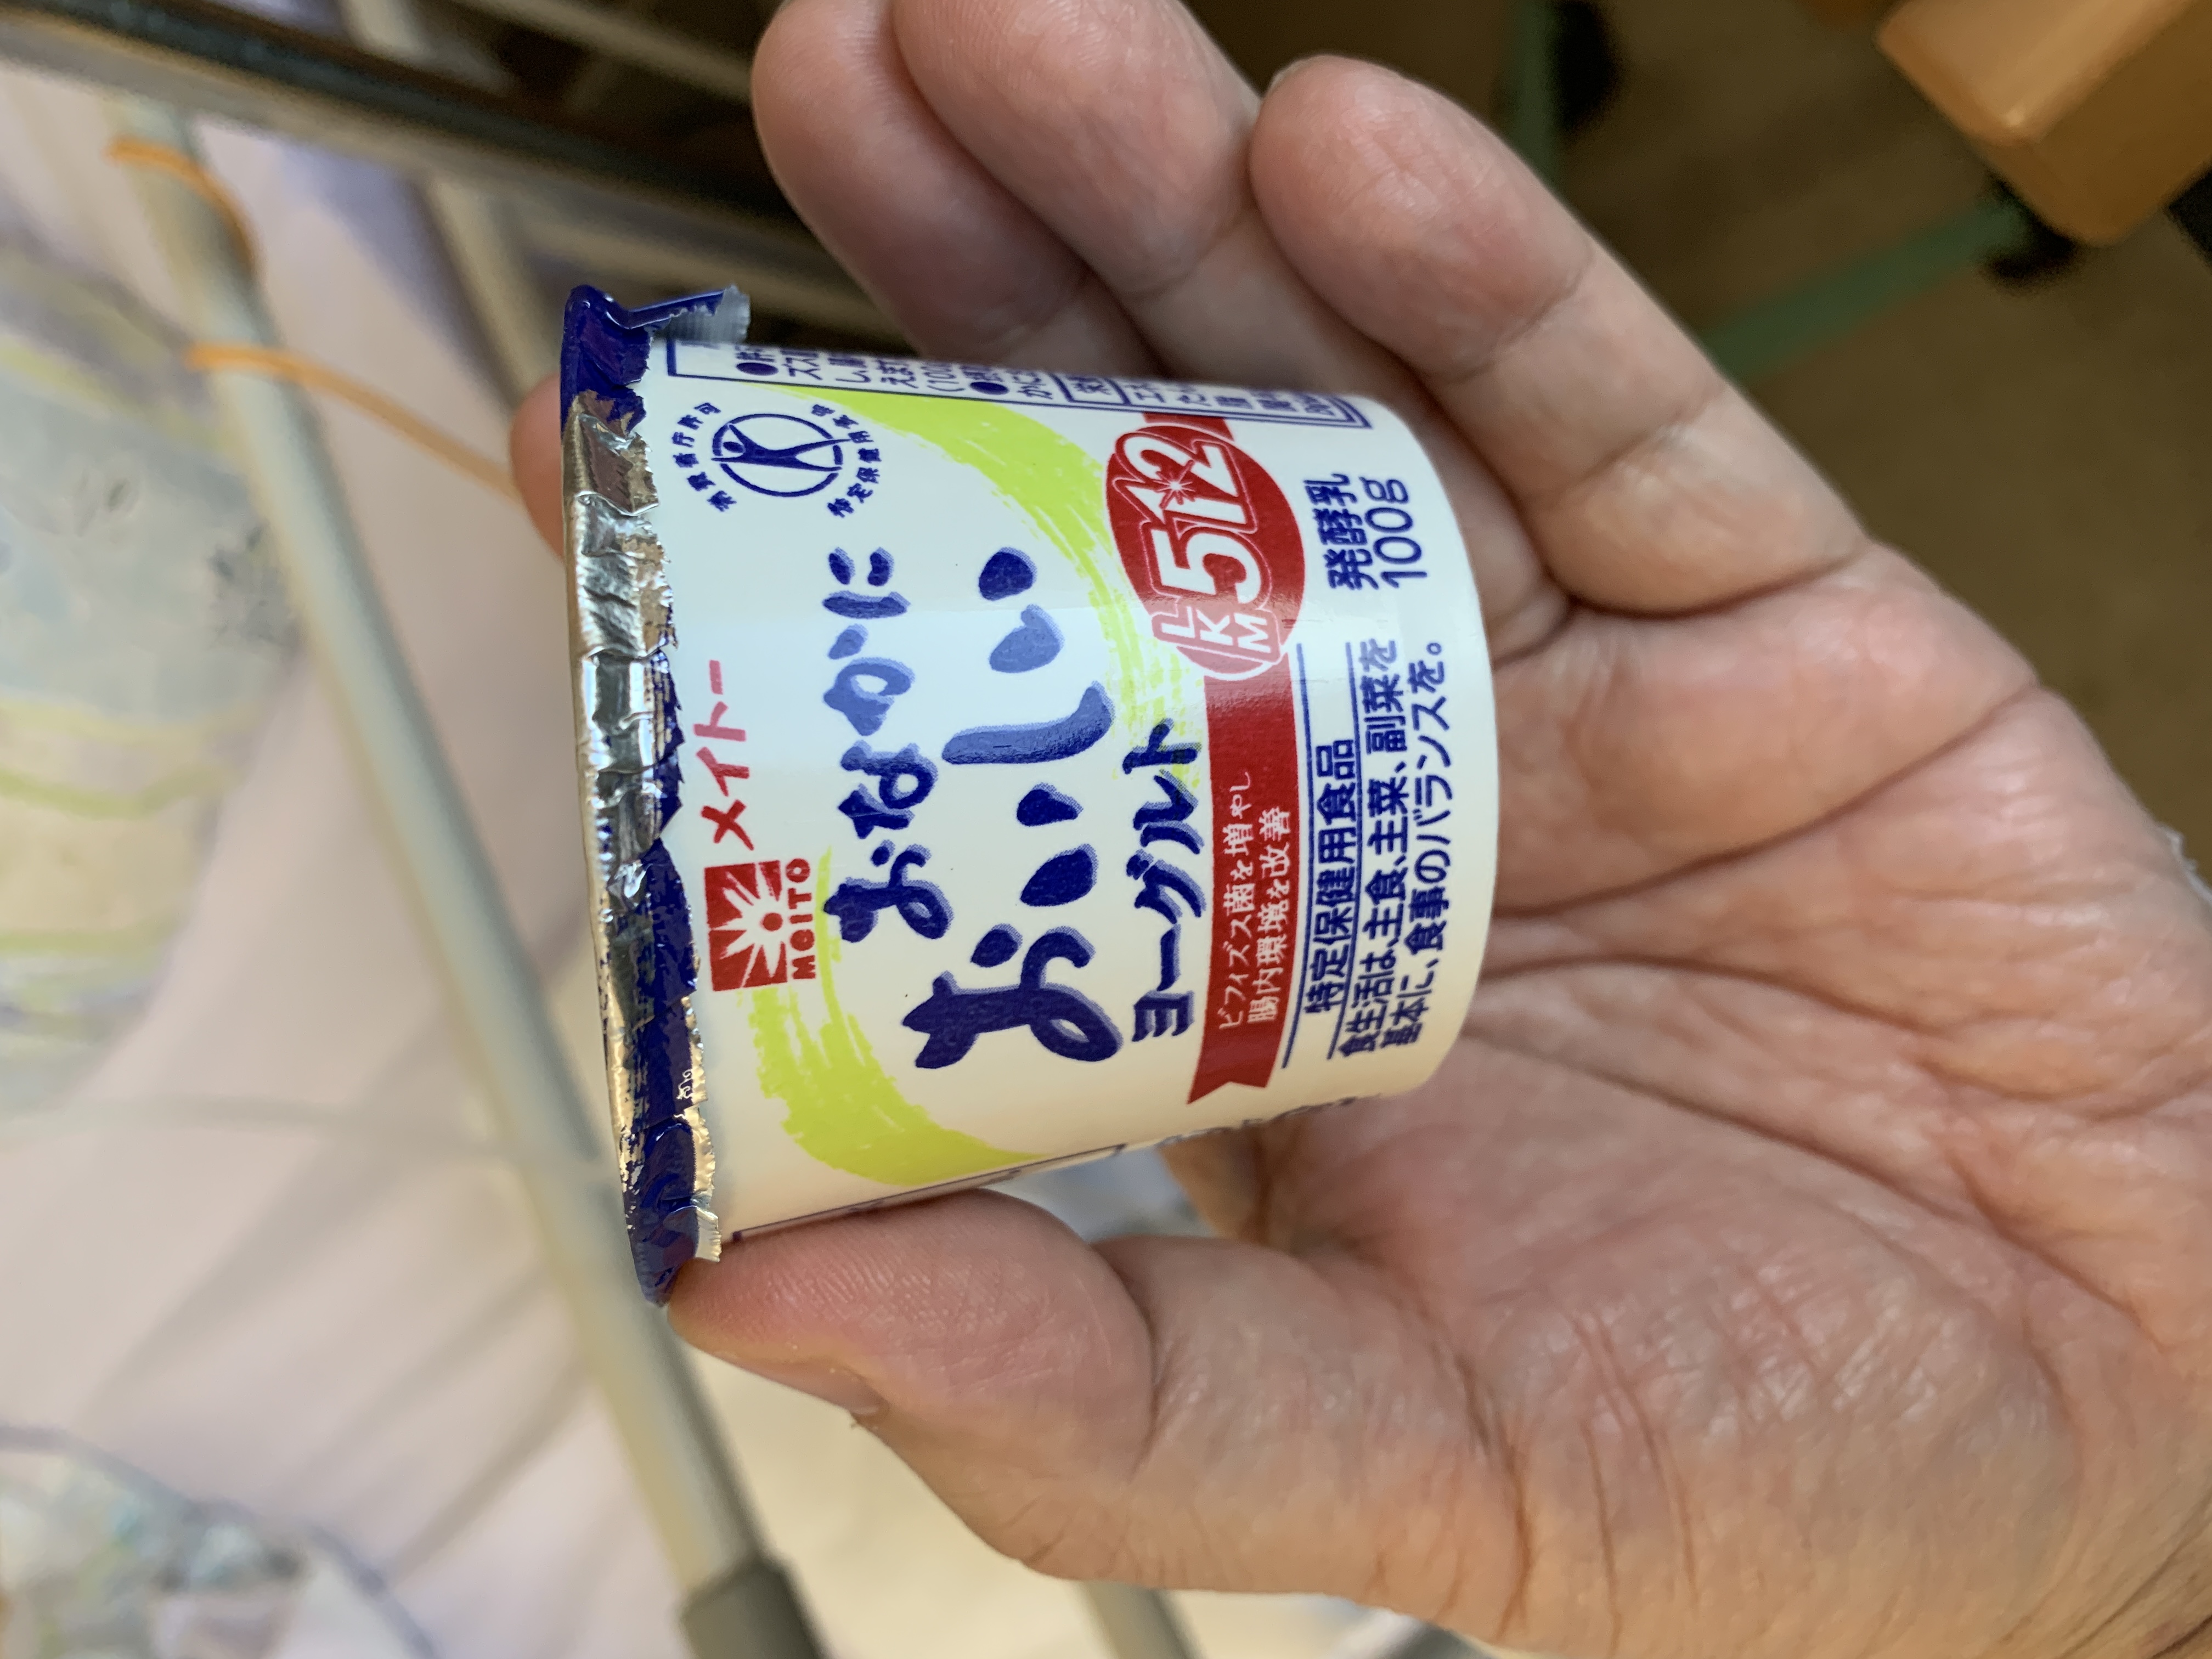 消費者庁許可
特定保健用食品
メイトー
MEITO
おなかに
おいしい
ヨーグルト
LKM
512
ビフィズス菌を増やし
腸内環境を改善
発酵乳
100g
特定保健用食品
食生活は、主食、主菜、副菜を
基本に、食事のバランスを。